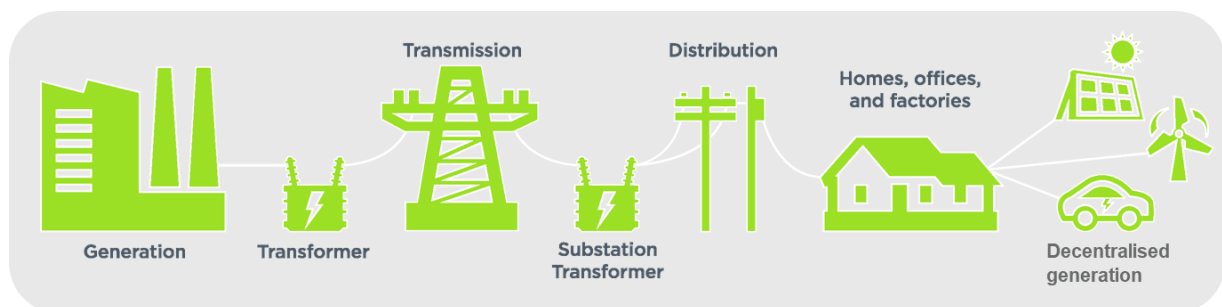 Generation
Transformer
Transmission
Substation
Transformer
Distribution
Homes, offices,
and factories
Decentralised
generation